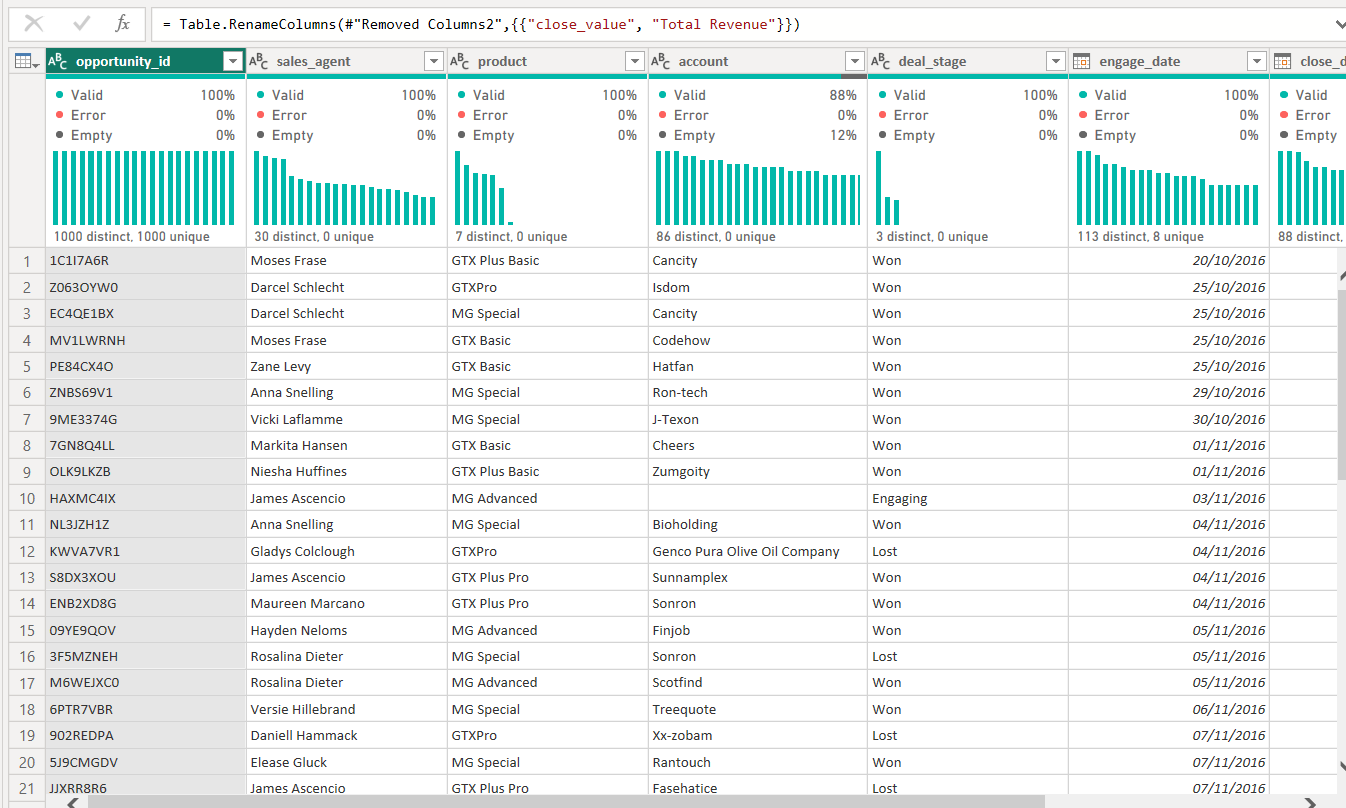 fx = Table.RenameColumns(#"Removed Columns2",{{"close_value", "Total Revenue"}})
ABC opportunity_id ABC sales_agent ABC product ABC account ABC deal_stage engage_date close_d
Valid 100% Valid 100% Valid 100% Valid 88% Valid 100% Valid 100% Valid
Error 0% Error 0% Error 0% Error 0% Error 0% Error 0% Error
Empty 0% Empty 0% Empty 0% Empty 12% Empty 0% Empty 0% Empty
1000 distinct, 1000 unique 30 distinct, 0 unique 7 distinct, 0 unique 86 distinct, 0 unique 3 distinct, 0 unique 113 distinct, 8 unique 88 distinct,
1 1C1I7A6R Moses Frase GTX Plus Basic Cancity Won 20/10/2016
2 Z063OYW0 Darcel Schlecht GTXPro Isdom Won 25/10/2016
3 EC4QE1BX Darcel Schlecht MG Special Cancity Won 25/10/2016
4 MV1LWRNH Moses Frase GTX Basic Codehow Won 25/10/2016
5 PE84CX4O Zane Levy GTX Basic Hatfan Won 25/10/2016
6 ZNBS69V1 Anna Snelling MG Special Ron-tech Won 29/10/2016
7 9ME3374G Vicki Laflamme MG Special J-Texon Won 30/10/2016
8 7GN8Q4LL Markita Hansen GTX Basic Cheers Won 01/11/2016
9 OLK9LKZB Niesha Huffines GTX Plus Basic Zumgoity Won 01/11/2016
10 HAXMC4IX James Ascencio MG Advanced Engaging 03/11/2016
11 NL3JZH1Z Anna Snelling MG Special Bioholding Won 04/11/2016
12 KWVA7VR1 Gladys Colclough GTXPro Genco Pura Olive Oil Company Lost 04/11/2016
13 S8DX3XOU James Ascencio GTX Plus Pro Sunnamplex Won 04/11/2016
14 ENB2XD8G Maureen Marcano GTX Plus Pro Sonron Won 04/11/2016
15 09YE9QOV Hayden Neloms MG Advanced Finjob Won 05/11/2016
16 3F5MZNEH Rosalina Dieter MG Special Sonron Lost 05/11/2016
17 M6WEJXC0 Rosalina Dieter MG Advanced Scotfind Won 05/11/2016
18 6PTR7VBR Versie Hillebrand MG Special Treequote Won 06/11/2016
19 902REDPA Daniell Hammack GTXPro Xx-zobam Lost 07/11/2016
20 5J9CMGDV Elease Gluck MG Special Rantouch Won 07/11/2016
21 JJXRR8R6 James Ascencio GTX Plus Pro Fasehatice Lost 07/11/2016